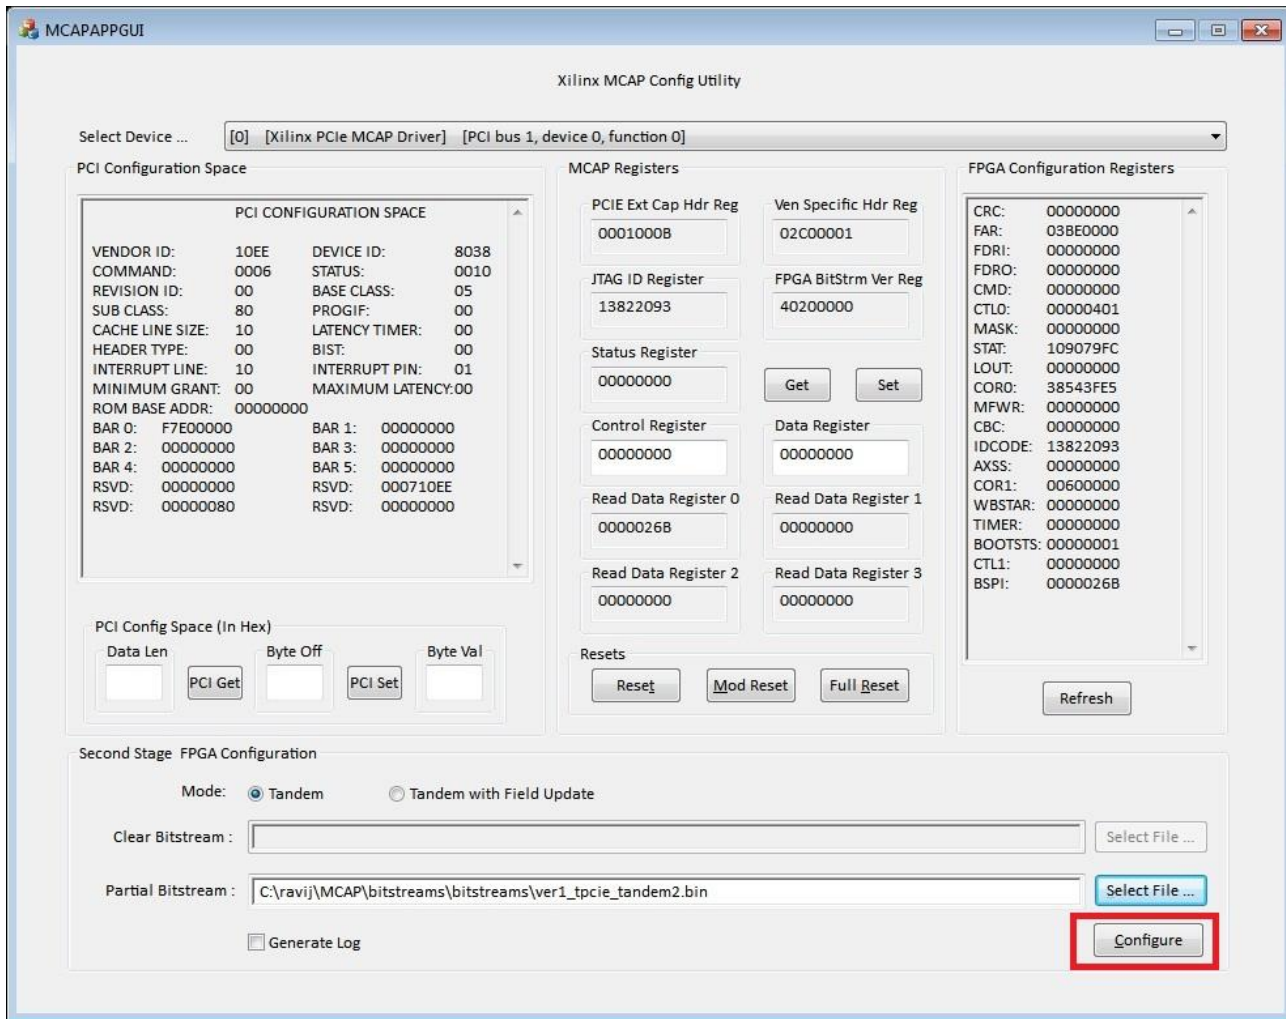 MCAPAPPGUI
Xilinx MCAP Config Utility
Select Device ... [0] [Xilinx PCIe MCAP Driver] [PCI bus 1, device 0, function 0]
PCI Configuration Space
PCI CONFIGURATION SPACE
VENDOR ID: 10EE DEVICE ID: 8038
COMMAND: 0006 STATUS: 0010
REVISION ID: 00 BASE CLASS: 05
SUB CLASS: 80 PROGIF: 00
CACHE LINE SIZE: 10 LATENCY TIMER: 00
HEADER TYPE: 00 BIST: 00
INTERRUPT LINE: 10 INTERRUPT PIN: 01
MINIMUM GRANT: 00 MAXIMUM LATENCY:00
ROM BASE ADDR: 00000000
BAR 0: F7E00000 BAR 1: 00000000
BAR 2: 00000000 BAR 3: 00000000
BAR 4: 00000000 BAR 5: 00000000
RSVD: 00000000 RSVD: 000710EE
RSVD: 00000080 RSVD: 00000000
PCI Config Space (In Hex)
Data Len Byte Off Byte Val
PCI Get PCI Set
MCAP Registers
PCIE Ext Cap Hdr Reg Ven Specific Hdr Reg
0001000B 02C00001
JTAG ID Register FPGA BitStrm Ver Reg
13822093 40200000
Status Register
00000000 Get Set
Control Register Data Register
00000000 00000000
Read Data Register 0 Read Data Register 1
0000026B 00000000
Read Data Register 2 Read Data Register 3
00000000 00000000
Resets
Reset Mod Reset Full Reset
FPGA Configuration Registers
CRC: 00000000
FAR: 03BE0000
FDRI: 00000000
FDRO: 00000000
CMD: 00000000
CTL0: 00000401
MASK: 00000000
STAT: 109079FC
LOUT: 00000000
COR0: 38543FE5
MFWR: 00000000
CBC: 00000000
IDCODE: 13822093
AXSS: 00000000
COR1: 00600000
WBSTAR: 00000000
TIMER: 00000000
BOOTSTS: 00000001
CTL1: 00000000
BSPI: 0000026B
Refresh
Second Stage FPGA Configuration
Mode: Tandem Tandem with Field Update
Clear Bitstream : Select File ...
Partial Bitstream : C:\ravij\MCAP\bitstreams\bitstreams\ver1_tpcie_tandem2.bin Select File ...
Generate Log Configure